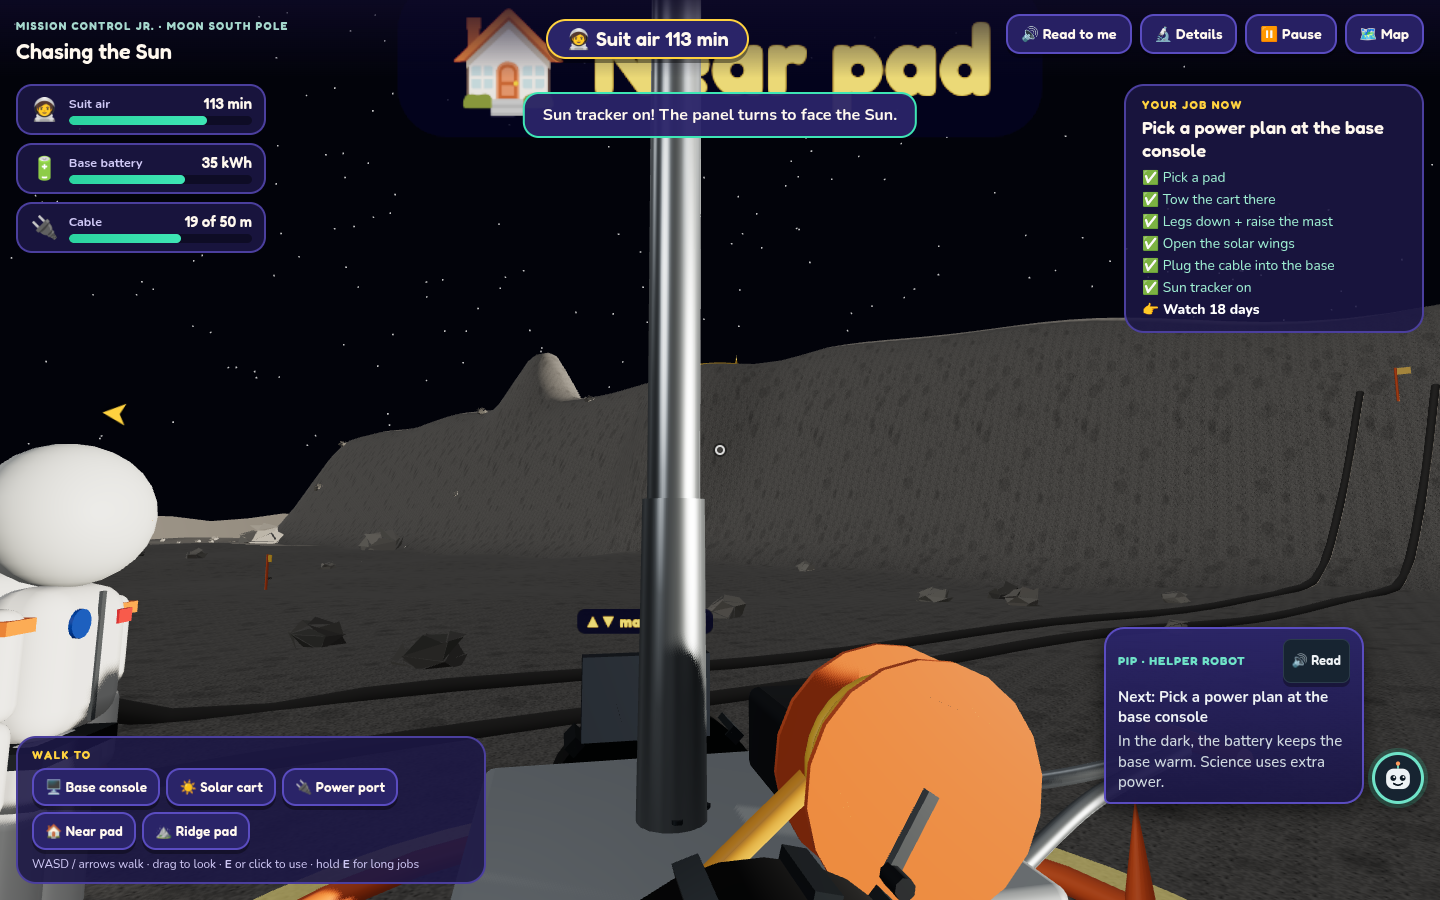 MISSION CONTROL JR. · MOON SOUTH POLE
Chasing the Sun
Suit air 113 min
Base battery 35 kWh
Cable 19 of 50 m
Near pad
Suit air 113 min
Sun tracker on! The panel turns to face the Sun.
Read to me
Details
Pause
Map
YOUR JOB NOW
Pick a power plan at the base
console
Pick a pad
Tow the cart there
Legs down + raise the mast
Open the solar wings
Plug the cable into the base
Sun tracker on
Watch 18 days
PIP · HELPER ROBOT
Read
Next: Pick a power plan at the
base console
In the dark, the battery keeps the
base warm. Science uses extra
power.
WALK TO
Base console
Solar cart
Power port
Near pad
Ridge pad
WASD / arrows walk · drag to look · E or click to use · hold E for long jobs